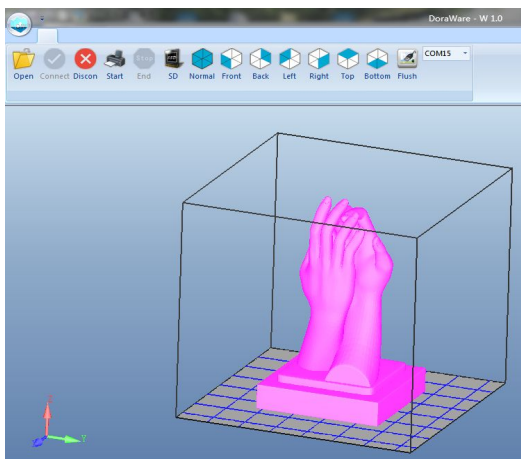 DoraWare - W 1.0
COM15
Open Connect Discon Start End SD Normal Front Back Left Right Top Bottom Flush
Y